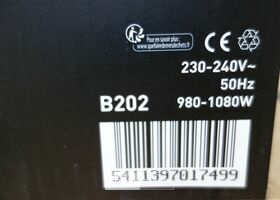 Pour en savoir plus :
www.quefairedemesdechets.fr
CE
230-240V~
50Hz
B202 980-1080W
5411397017499